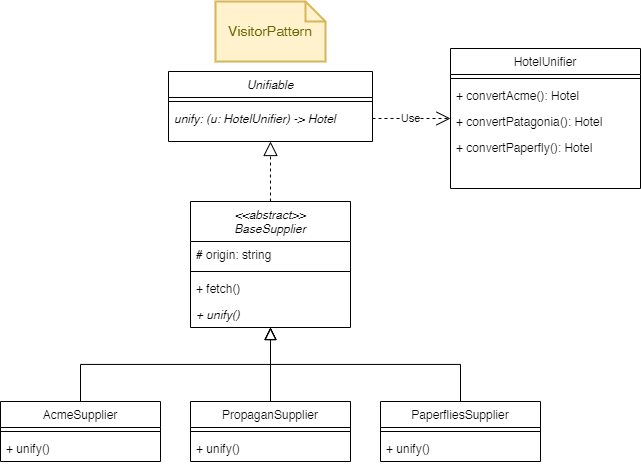 VisitorPattern
Unifiable
unify: (u: HotelUnifier) -> Hotel
Use
HotelUnifier
+ convertAcme(): Hotel
+ convertPatagonia(): Hotel
+ convertPaperfly(): Hotel
<<abstract>>
BaseSupplier
# origin: string
+ fetch()
+ unify()
AcmeSupplier
+ unify()
PropaganSupplier
+ unify()
PaperfliesSupplier
+ unify()